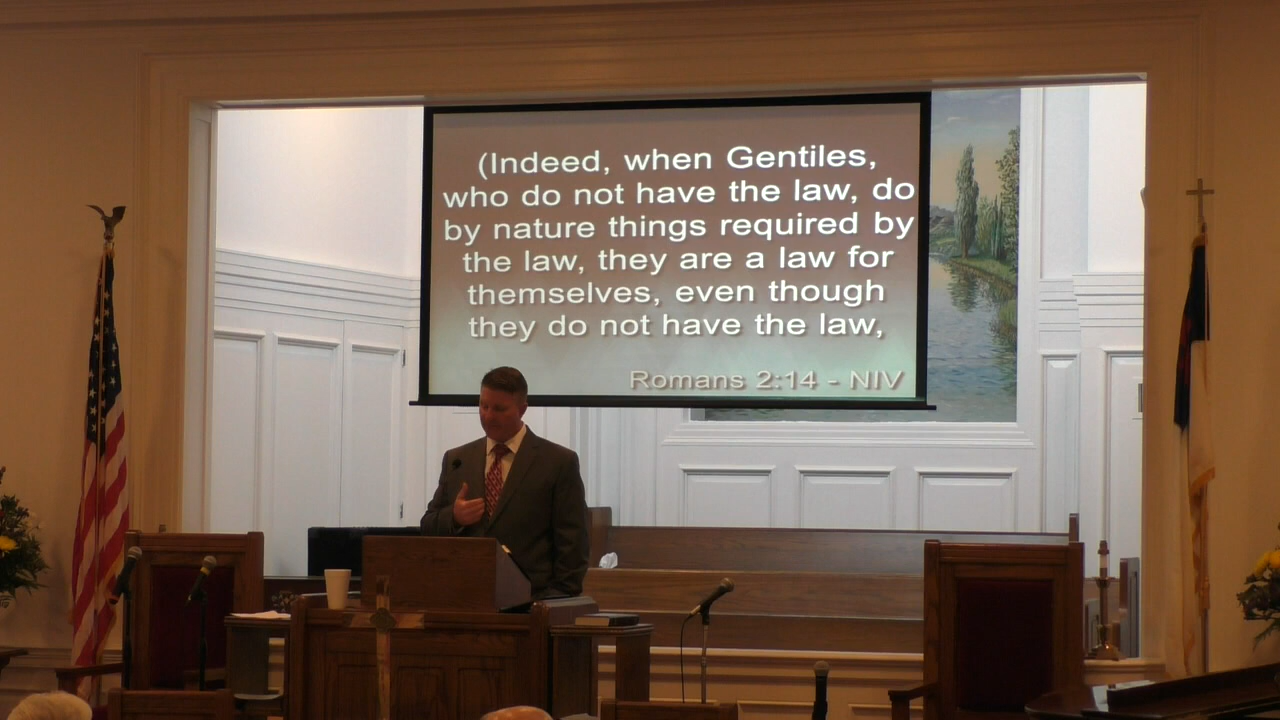 (Indeed, when Gentiles,
who do not have the law, do
by nature things required by
the law, they are a law for
themselves, even though
they do not have the law,
Romans 2:14 - NIV